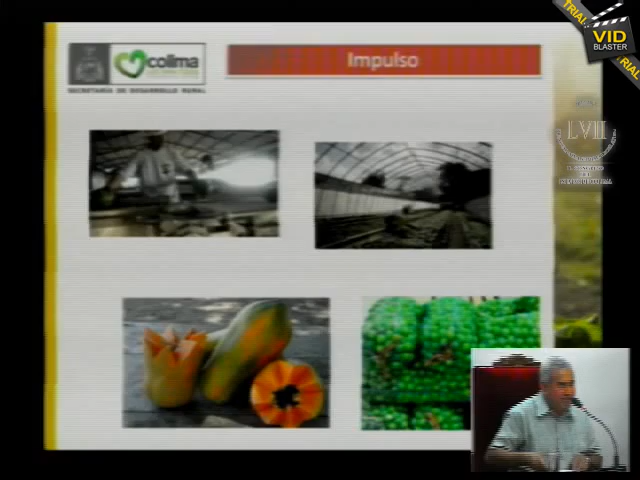 Impulso
colima
SECRETARÍA DE DESARROLLO RURAL
TRIAL
VID
BLASTER
TRIAL
LVII